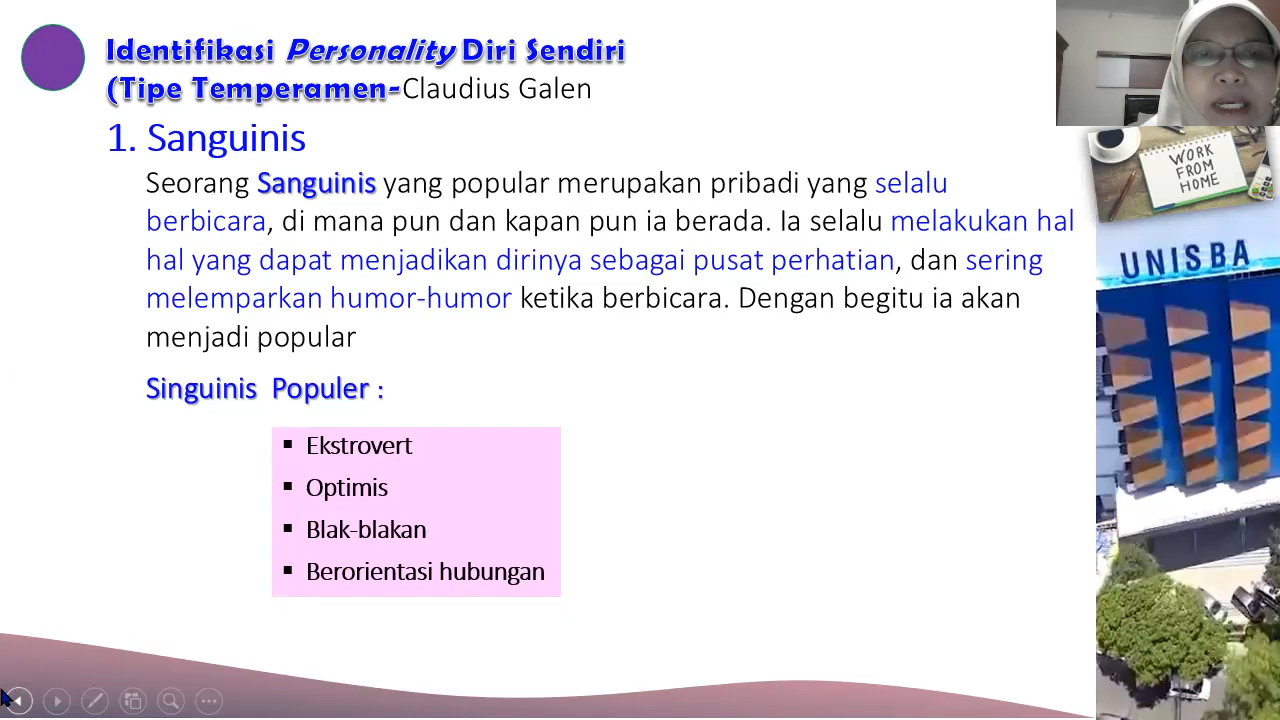 Identifikasi Personality Diri Sendiri
(Tipe Temperamen-Claudius Galen
1. Sanguinis
Seorang Sanguinis yang popular merupakan pribadi yang selalu
berbicara, di mana pun dan kapan pun ia berada. Ia selalu melakukan hal
hal yang dapat menjadikan dirinya sebagai pusat perhatian, dan sering
melemparkan humor-humor ketika berbicara. Dengan begitu ia akan
menjadi popular
Singuinis Populer :
▪ Ekstrovert
▪ Optimis
▪ Blak-blakan
▪ Berorientasi hubungan
WORK
FROM
HOME
UNISBA